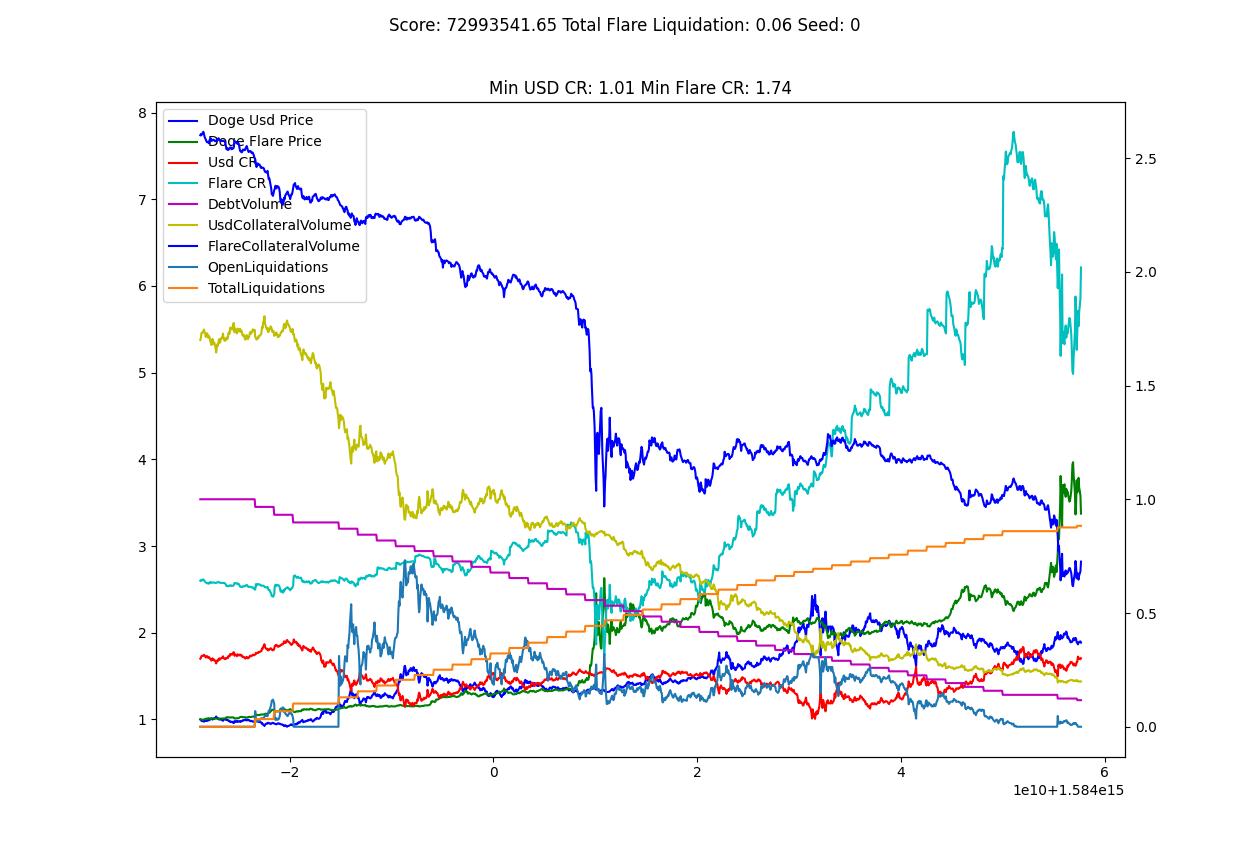 Score: 72993541.65 Total Flare Liquidation: 0.06 Seed: 0
Min USD CR: 1.01 Min Flare CR: 1.74
Doge Usd Price
Doge Flare Price
Usd CR
Flare CR
DebtVolume
UsdCollateralVolume
FlareCollateralVolume
OpenLiquidations
TotalLiquidations
8
7
6
5
4
3
2
1
2.5
2.0
1.5
1.0
0.5
0.0
−2
0
2
4
6
1e10+1.584e15